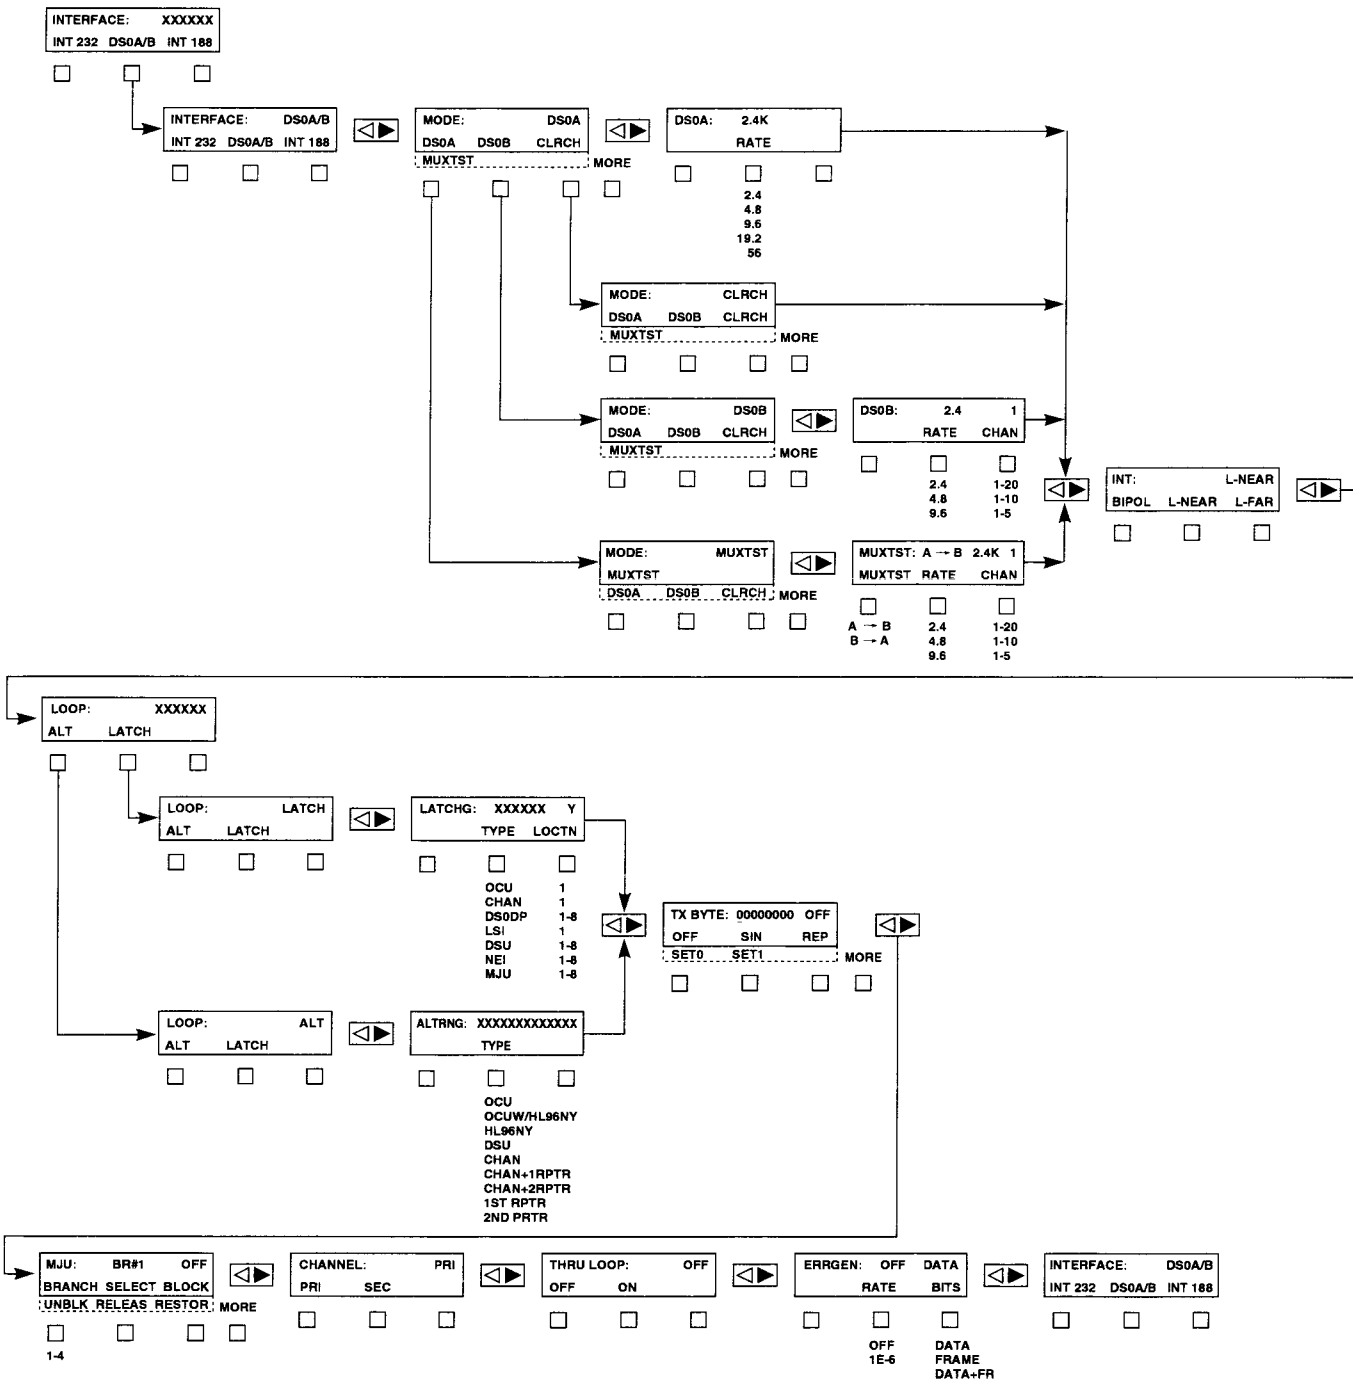 INTERFACE: XXXXXX
INT 232 DS0A/B INT 188
INTERFACE: DS0A/B
INT 232 DS0A/B INT 188
MODE: DS0A
DS0A DS0B CLRCH
MUXTST
MORE
DS0A: 2.4K
RATE
2.4
4.8
9.6
19.2
56
MODE: CLRCH
DS0A DS0B CLRCH
MUXTST
MORE
MODE: DS0B
DS0A DS0B CLRCH
MUXTST
MORE
DS0B: 2.4 1
RATE CHAN
2.4 1-20
4.8 1-10
9.6 1-5
INT: L-NEAR
BIPOL L-NEAR L-FAR
MODE: MUXTST
MUXTST
DS0A DS0B CLRCH
MORE
MUXTST: A → B 2.4K 1
MUXTST RATE CHAN
A → B 2.4 1-20
B → A 4.8 1-10
9.6 1-5
LOOP: XXXXXX
ALT LATCH
LOOP: LATCH
ALT LATCH
LATCHG: XXXXXX Y
TYPE LOCTN
OCU 1
CHAN 1
DS0DP 1-8
LSI 1
DSU 1-8
NEI 1-8
MJU 1-8
TX BYTE: 00000000 OFF
OFF SIN REP
SET0 SET1
MORE
LOOP: ALT
ALT LATCH
ALTRNG: XXXXXXXXXXXXX
TYPE
OCU
OCUW/HL96NY
HL96NY
DSU
CHAN
CHAN+1RPTR
CHAN+2RPTR
1ST RPTR
2ND PRTR
MJU: BR#1 OFF
BRANCH SELECT BLOCK
UNBLK RELEAS RESTOR
MORE
1-4
CHANNEL: PRI
PRI SEC
THRU LOOP: OFF
OFF ON
ERRGEN: OFF DATA
RATE BITS
OFF DATA
1E-6 FRAME
DATA+FR
INTERFACE: DS0A/B
INT 232 DS0A/B INT 188